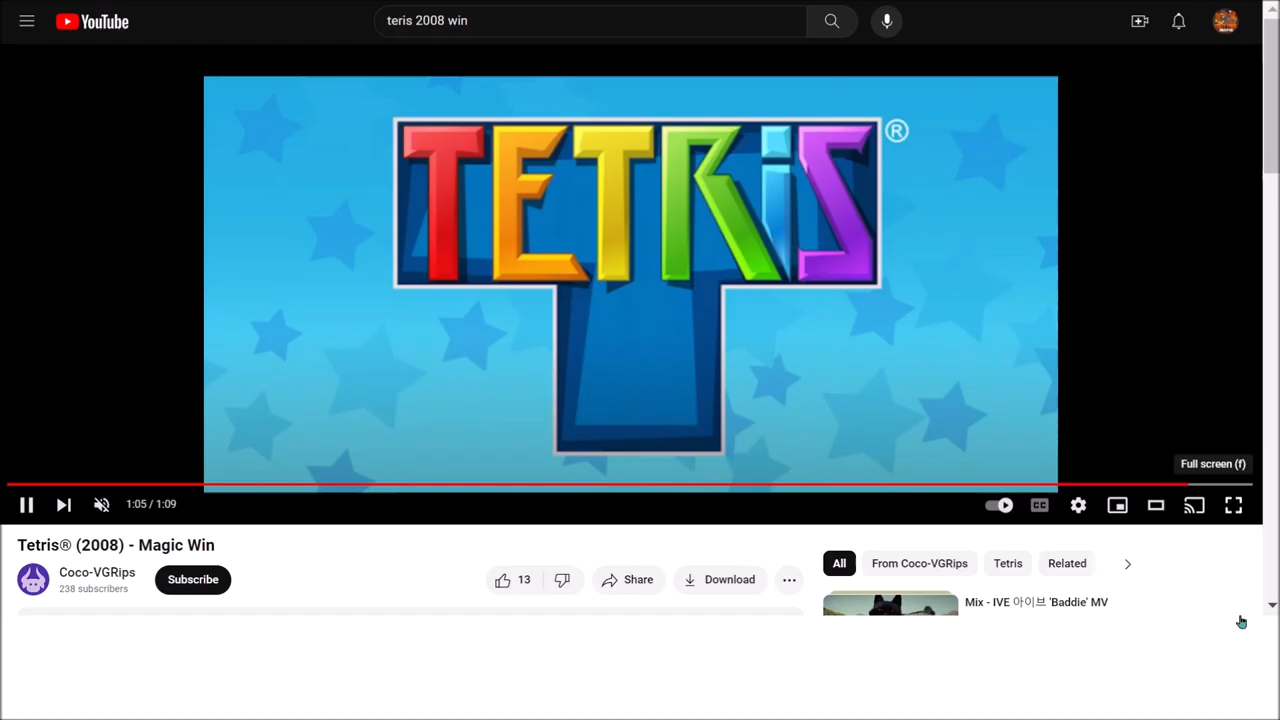 YouTube
teris 2008 win
TETRiS®
Full screen (f)
1:05 / 1:09
CC
Tetris® (2008) - Magic Win
Coco-VGRips
238 subscribers
Subscribe
13
Share
Download
All
From Coco-VGRips
Tetris
Related
Mix - IVE 아이브 'Baddie' MV